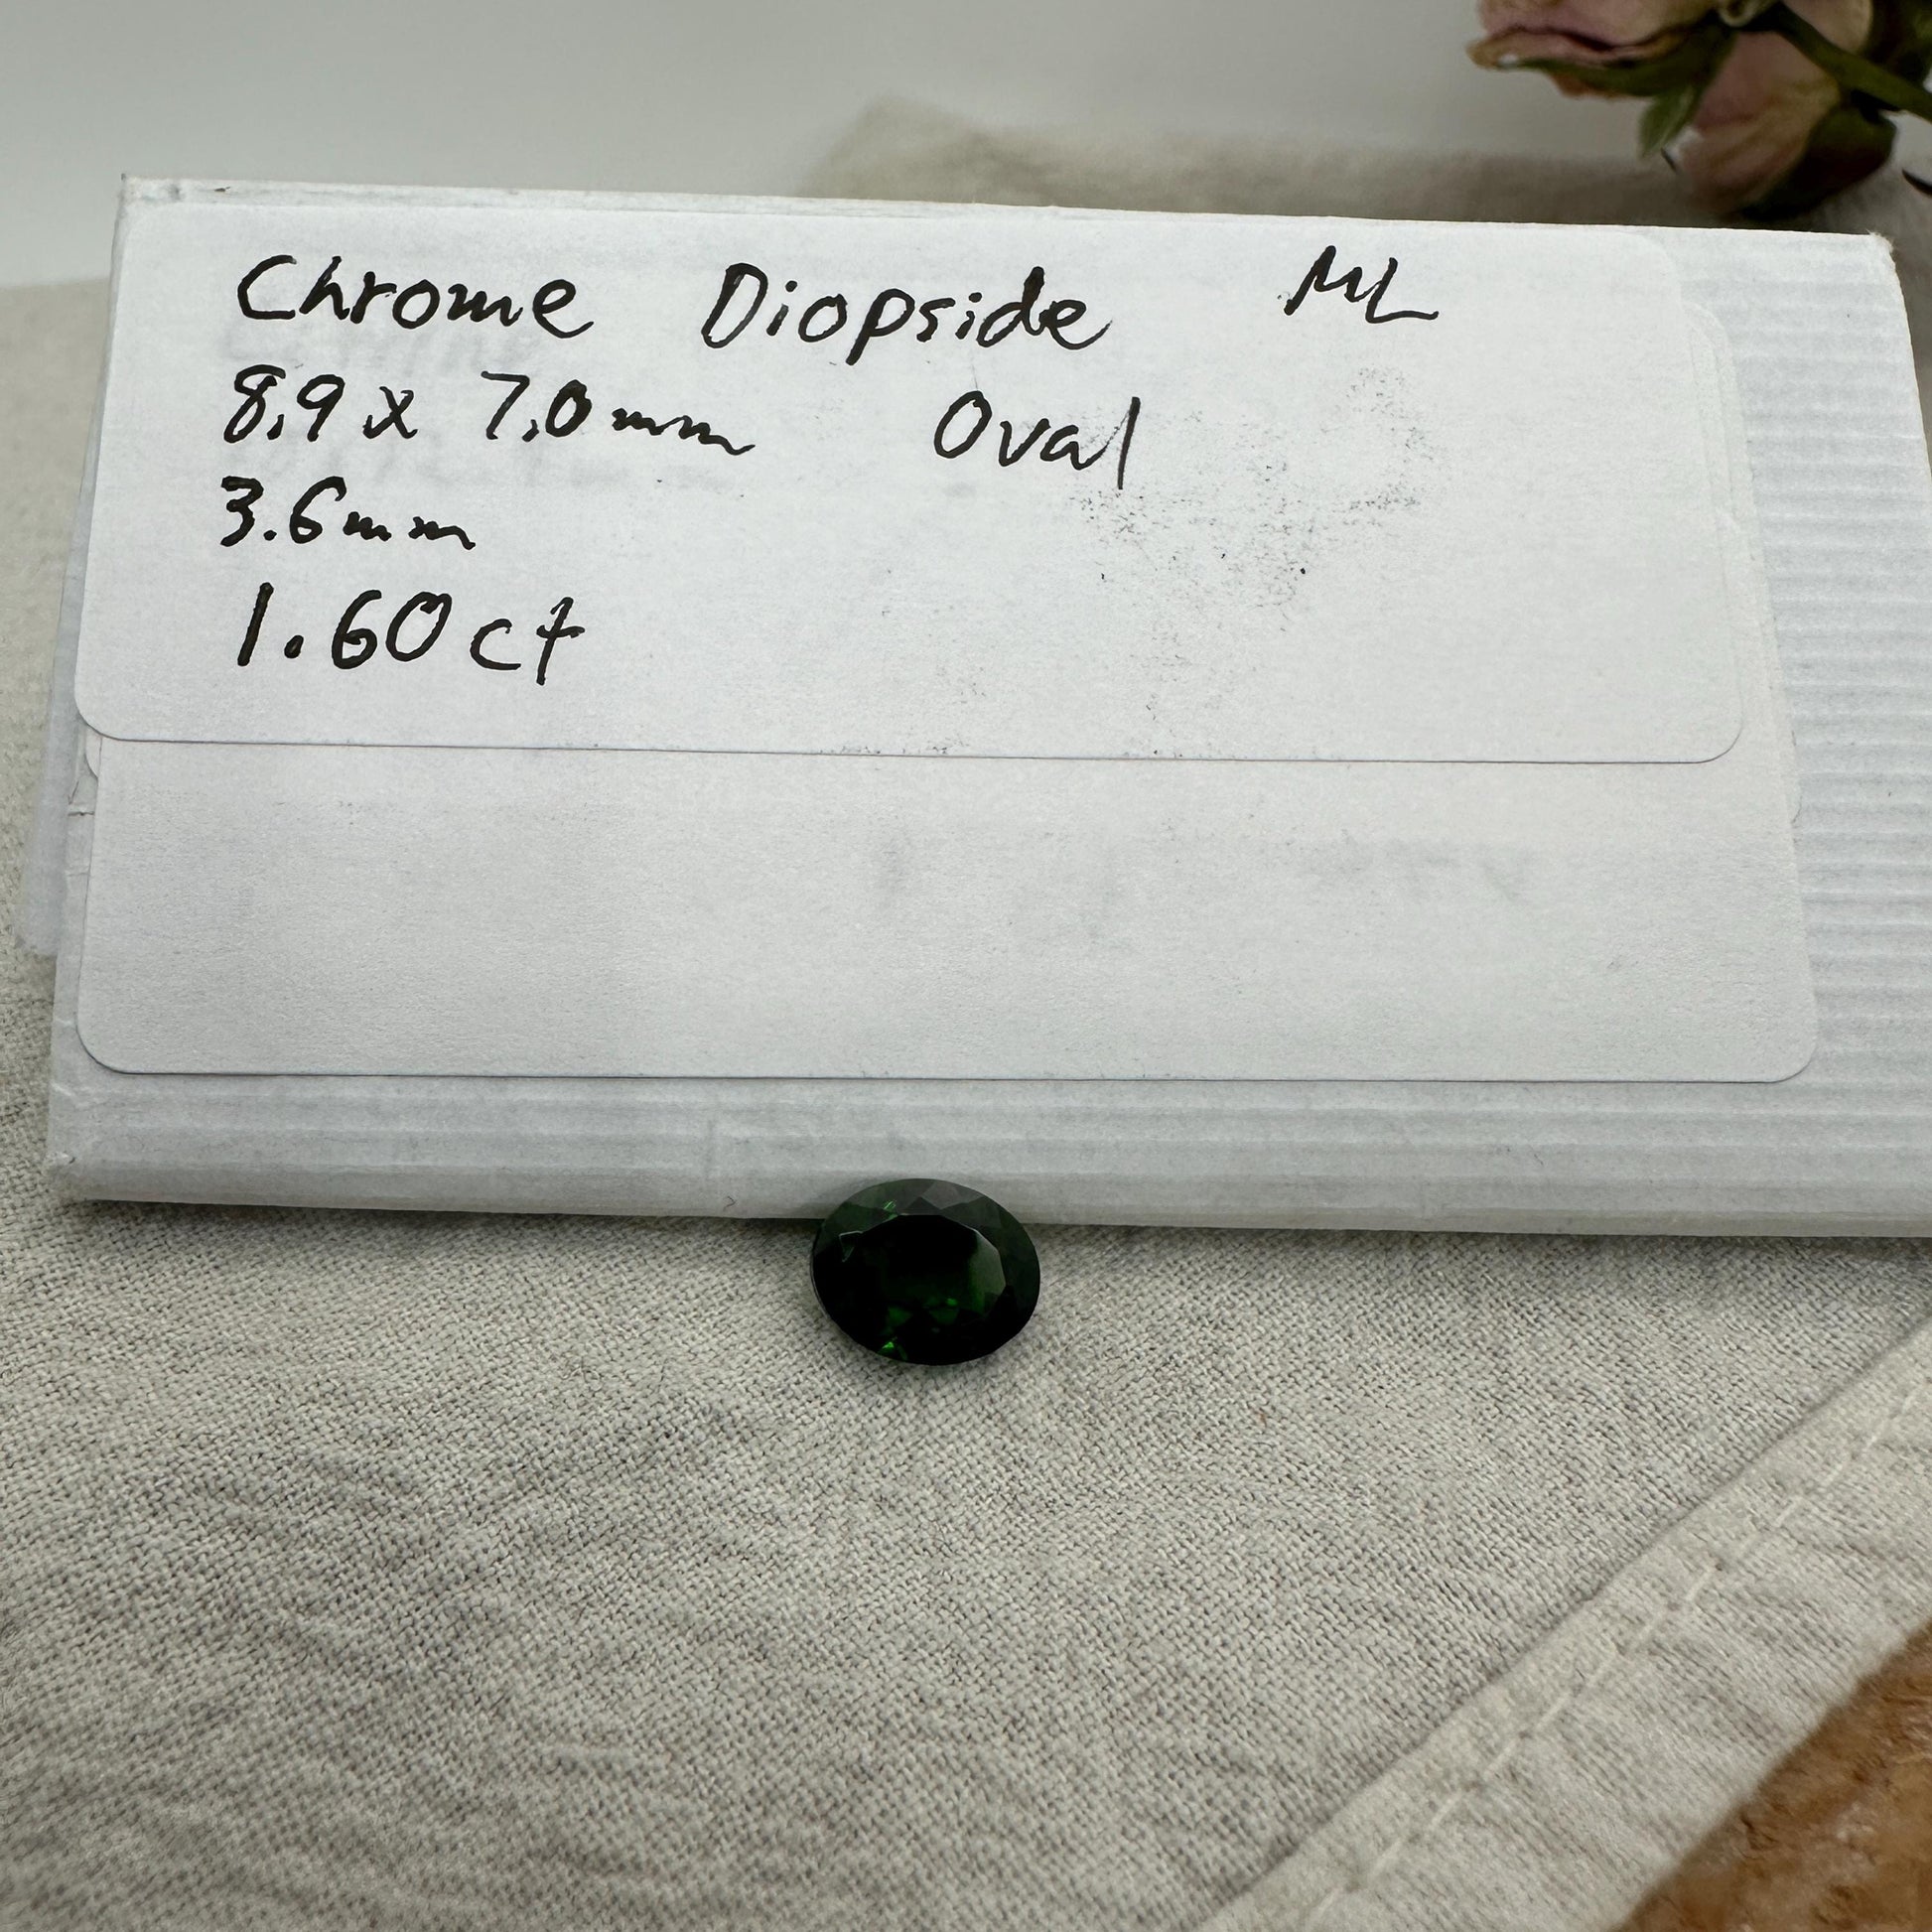 Chrome Diopside ML
8.9 x 7.0mm Oval
3.6mm
1.60ct